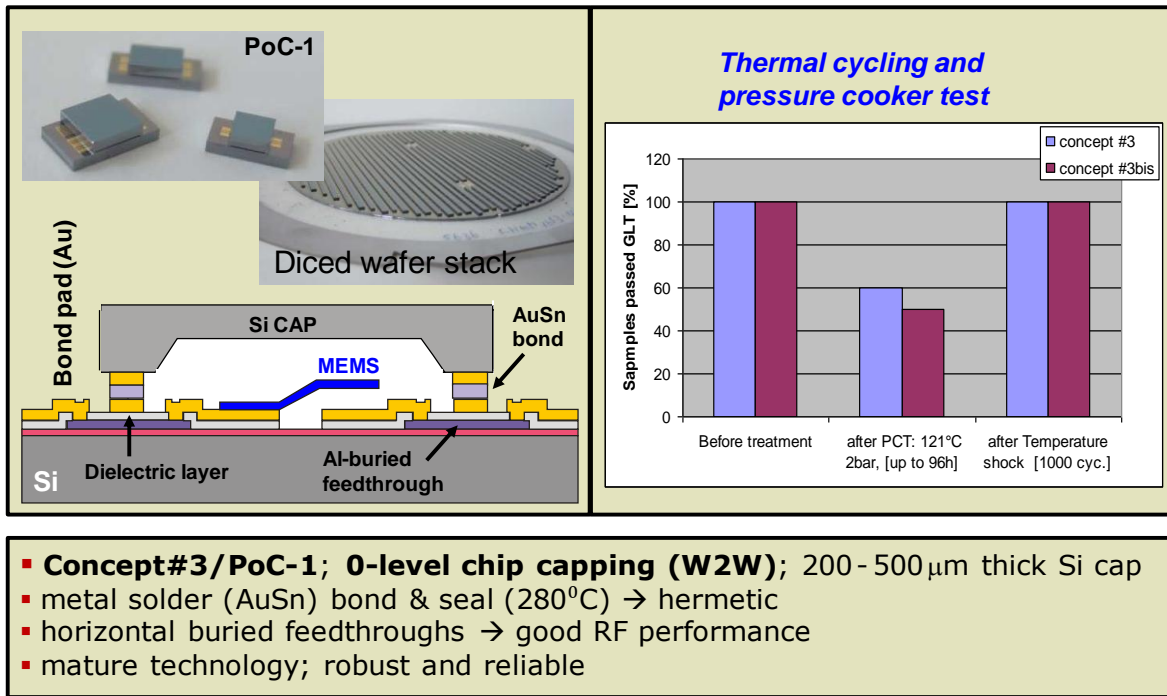 PoC-1
Diced wafer stack
Bond pad (Au)
Si CAP
AuSn
bond
MEMS
Dielectric layer
Al-buried
feedthrough
Si
Thermal cycling and
pressure cooker test
concept #3
concept #3bis
Sapmples passed GLT [%]
120
100
80
60
40
20
0
Before treatment
after PCT: 121°C
2bar, [up to 96h]
after Temperature
shock [1000 cyc.]
▪ Concept#3/PoC-1; 0-level chip capping (W2W); 200-500μm thick Si cap
▪ metal solder (AuSn) bond & seal (280⁰C) → hermetic
▪ horizontal buried feedthroughs → good RF performance
▪ mature technology; robust and reliable